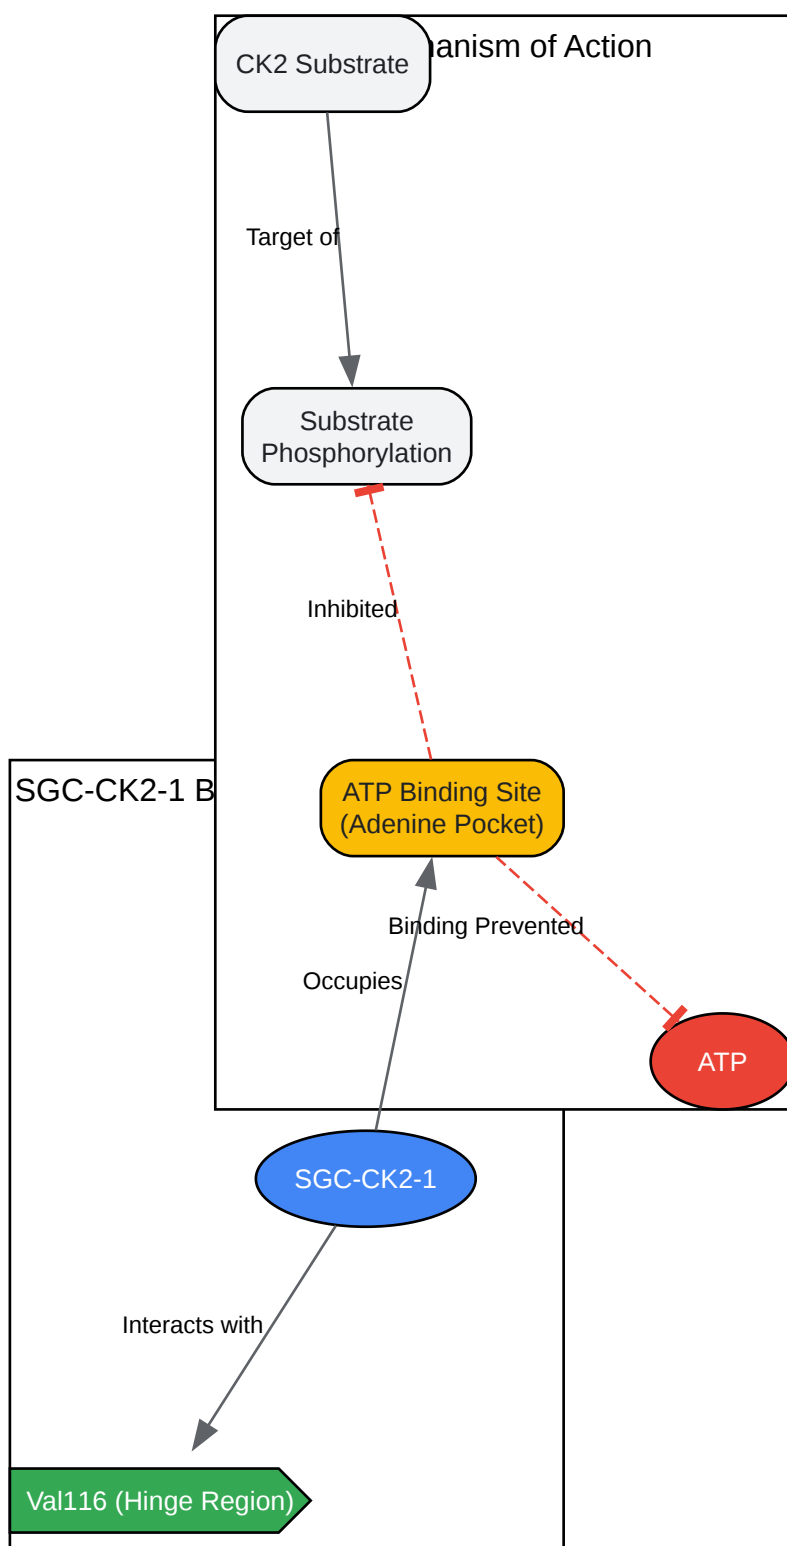 CK2 Substrate
hanism of Action
Target of
Substrate
Phosphorylation
Inhibited
SGC-CK2-1 B
ATP Binding Site
(Adenine Pocket)
Binding Prevented
Occupies
ATP
SGC-CK2-1
Interacts with
Val116 (Hinge Region)